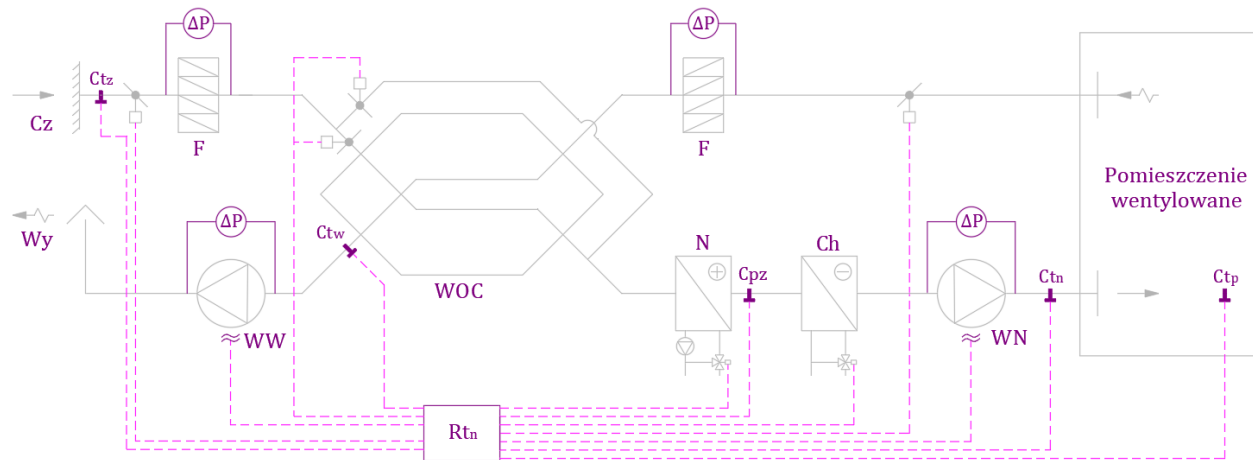 ΔP
ΔP
Ctz
Cz
F
F
Pomieszczenie
wentylowane
ΔP
ΔP
Wy
Ctw
N
Ch
Cpz
Ctn
Ctp
WOC
WW
WN
Rtn